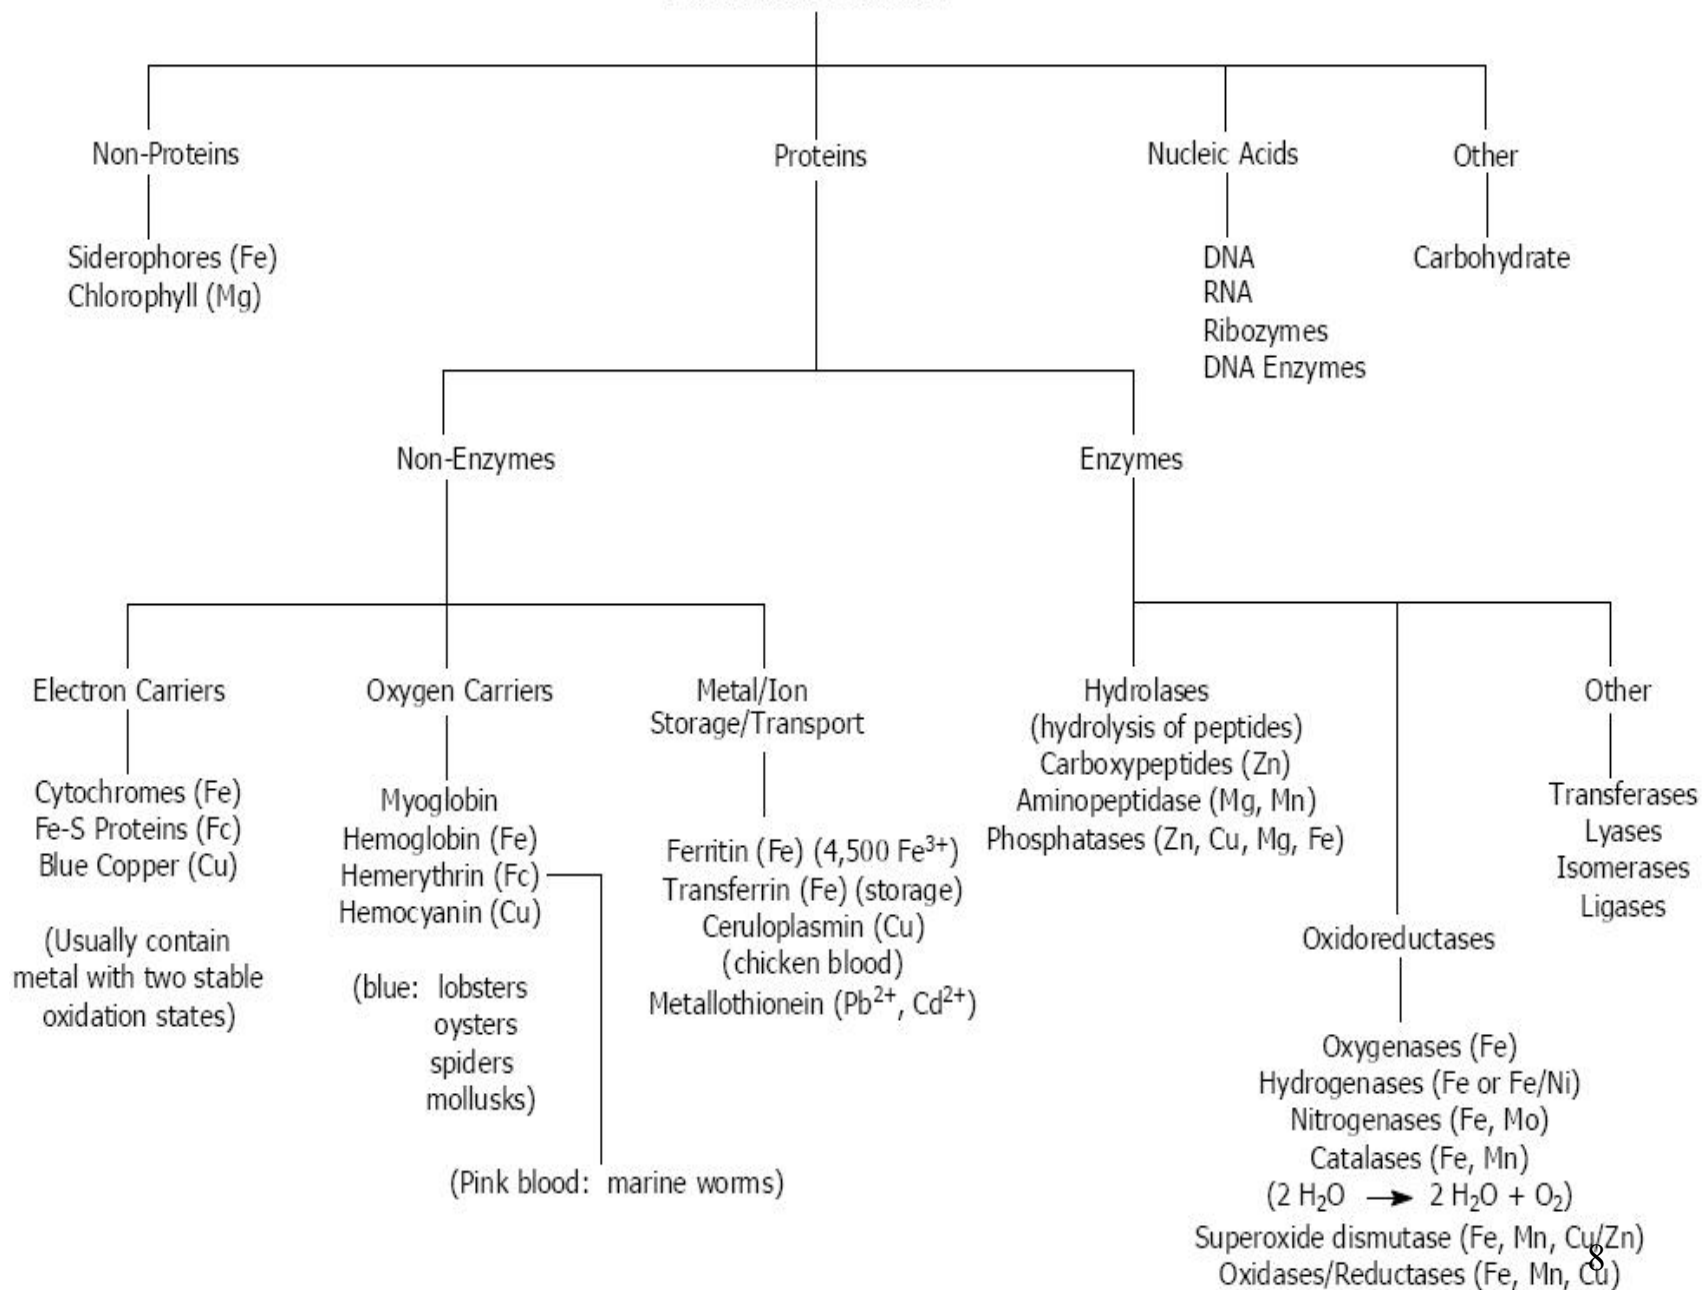 Non-Proteins
Proteins
Nucleic Acids
Other
Siderophores (Fe)
Chlorophyll (Mg)
DNA
RNA
Ribozymes
DNA Enzymes
Carbohydrate
Non-Enzymes
Enzymes
Electron Carriers
Cytochromes (Fe)
Fe-S Proteins (Fc)
Blue Copper (Cu)
(Usually contain
metal with two stable
oxidation states)
Oxygen Carriers
Myoglobin
Hemoglobin (Fe)
Hemerythrin (Fc)
Hemocyanin (Cu)
(blue: lobsters
oysters
spiders
mollusks)
(Pink blood: marine worms)
Metal/Ion
Storage/Transport
Ferritin (Fe) (4,500 Fe³⁺)
Transferrin (Fe) (storage)
Ceruloplasmin (Cu)
(chicken blood)
Metallothionein (Pb²⁺, Cd²⁺)
Hydrolases
(hydrolysis of peptides)
Carboxypeptides (Zn)
Aminopeptidase (Mg, Mn)
Phosphatases (Zn, Cu, Mg, Fe)
Oxidoreductases
Oxygenases (Fe)
Hydrogenases (Fe or Fe/Ni)
Nitrogenases (Fe, Mo)
Catalases (Fe, Mn)
(2 H₂O → 2 H₂O + O₂)
Superoxide dismutase (Fe, Mn, Cu/Zn)
Oxidases/Reductases (Fe, Mn, Cu)
Other
Transferases
Lyases
Isomerases
Ligases
8